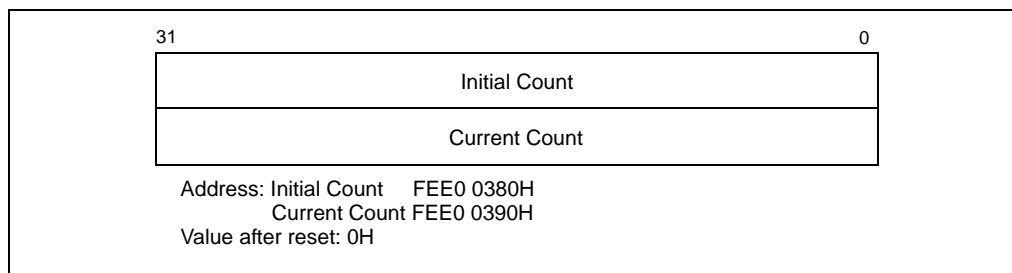 31 0
Initial Count
Current Count
Address: Initial Count FEE0 0380H
Current Count FEE0 0390H
Value after reset: 0H